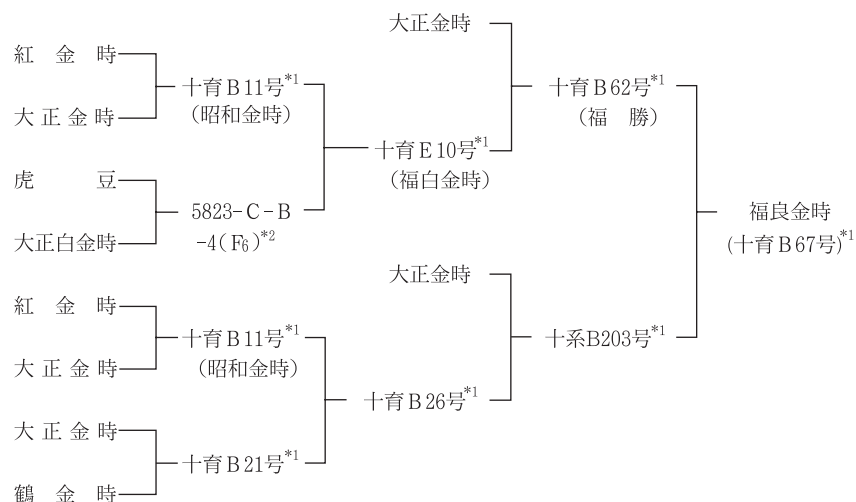 大正金時
紅金時
十育B11号*1
(昭和金時)
大正金時
十育B62号*1
(福勝)
十育E10号*1
(福白金時)
虎豆
5823-C-B
-4(F6)*2
大正白金時
福良金時
(十育B67号)*1
大正金時
紅金時
十育B11号*1
(昭和金時)
大正金時
十系B203号*1
十育B26号*1
大正金時
十育B21号*1
鶴金時